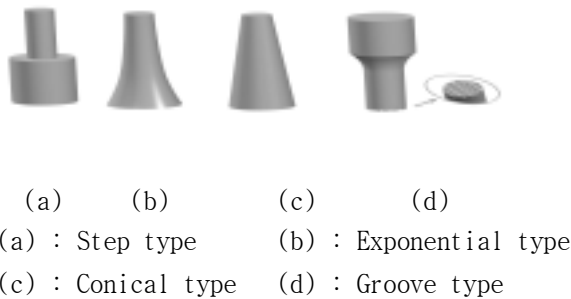 (a) (b) (c) (d)
(a) : Step type (b) : Exponential type
(c) : Conical type (d) : Groove type